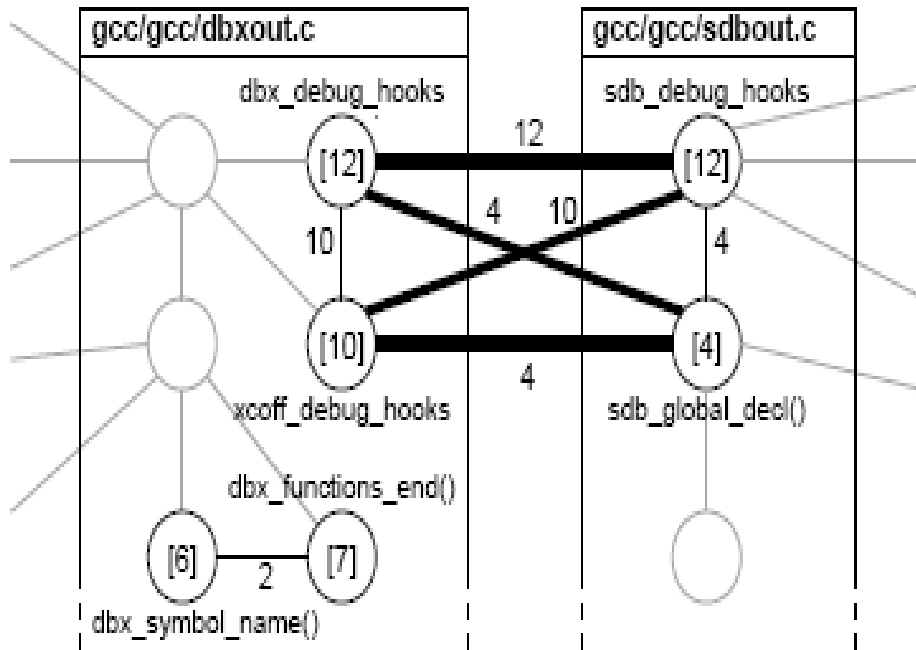 gcc/gcc/dbxout.c
gcc/gcc/sdbout.c
dbx_debug_hooks
sdb_debug_hooks
12
[12]
[12]
4
10
10
4
[10]
[4]
4
xcoff_debug_hooks
sdb_global_decl()
dbx_functions_end()
[6]
[7]
2
dbx_symbol_name()